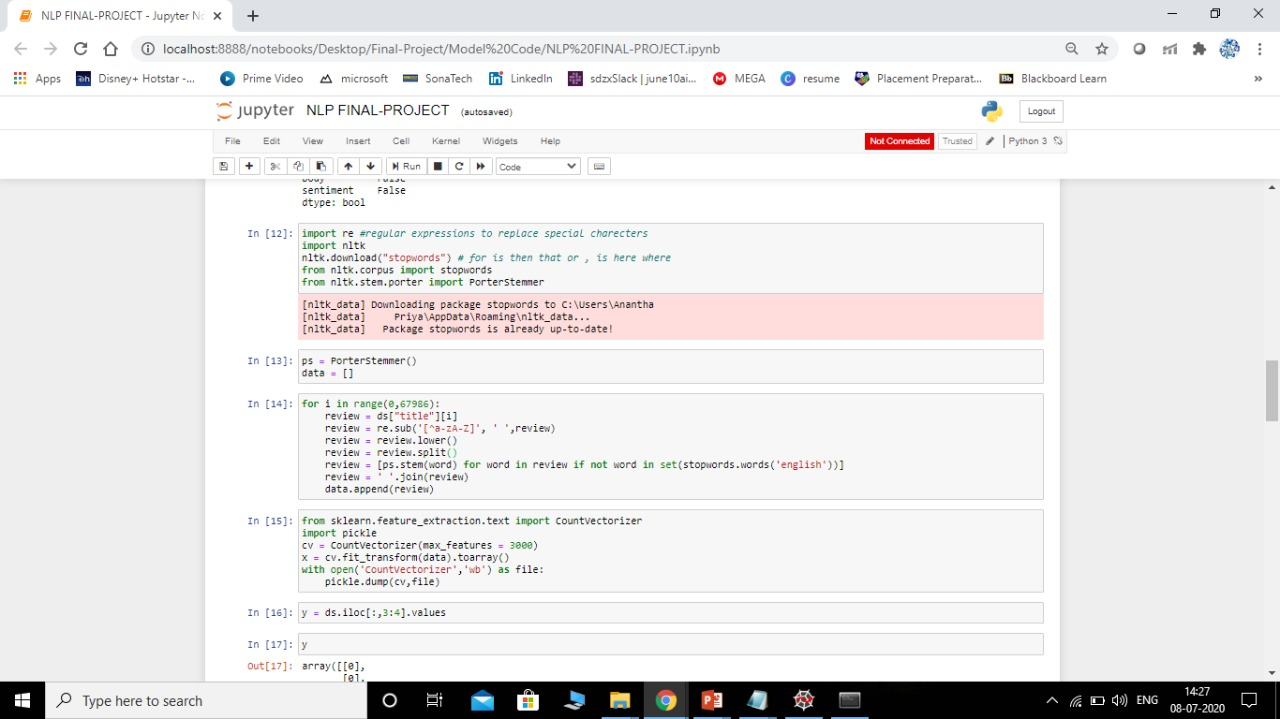 NLP FINAL-PROJECT - Jupyter No
localhost:8888/notebooks/Desktop/Final-Project/Model%20Code/NLP%20FINAL-PROJECT.ipynb
Apps Disney+ Hotstar -... Prime Video microsoft SonaTech LinkedIn sdzxSlack | june10ai... MEGA resume Placement Preparat... Blackboard Learn »
jupyter NLP FINAL-PROJECT (autosaved) Logout
File Edit View Insert Cell Kernel Widgets Help Not Connected Trusted Python 3
Run Code
sentiment False
dtype: bool
In [12]: import re #regular expressions to replace special charecters
import nltk
nltk.download("stopwords") # for is then that or , is here where
from nltk.corpus import stopwords
from nltk.stem.porter import PorterStemmer
[nltk_data] Downloading package stopwords to C:\Users\Anantha
[nltk_data] Priya\AppData\Roaming\nltk_data...
[nltk_data] Package stopwords is already up-to-date!
In [13]: ps = PorterStemmer()
data = []
In [14]: for i in range(0,67986):
review = ds["title"][i]
review = re.sub('[^a-zA-Z]', ' ',review)
review = review.lower()
review = review.split()
review = [ps.stem(word) for word in review if not word in set(stopwords.words('english'))]
review = ' '.join(review)
data.append(review)
In [15]: from sklearn.feature_extraction.text import CountVectorizer
import pickle
cv = CountVectorizer(max_features = 3000)
x = cv.fit_transform(data).toarray()
with open('CountVectorizer','wb') as file:
pickle.dump(cv,file)
In [16]: y = ds.iloc[:,3:4].values
In [17]: y
Out[17]: array([[0],
[0],
Type here to search
ENG
14:27
08-07-2020